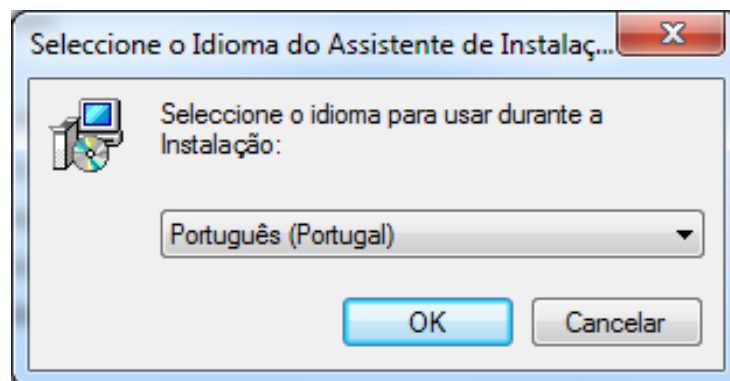 Seleccione o Idioma do Assistente de Instalaç...
Seleccione o idioma para usar durante a
Instalação:
Português (Portugal)
OK
Cancelar